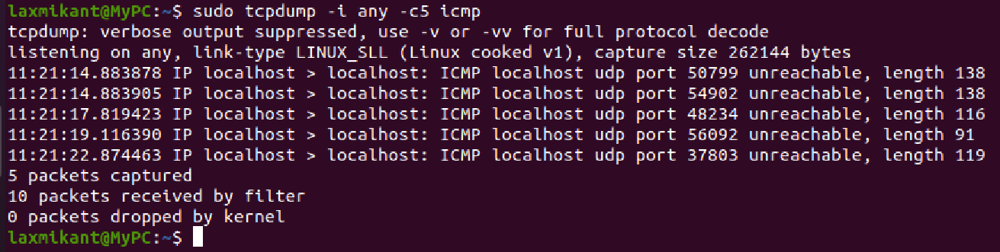 laxmikant@MyPC:~$ sudo tcpdump -i any -c5 icmp
tcpdump: verbose output suppressed, use -v or -vv for full protocol decode
listening on any, link-type LINUX_SLL (Linux cooked v1), capture size 262144 bytes
11:21:14.883878 IP localhost > localhost: ICMP localhost udp port 50799 unreachable, length 138
11:21:14.883905 IP localhost > localhost: ICMP localhost udp port 54902 unreachable, length 138
11:21:17.819423 IP localhost > localhost: ICMP localhost udp port 48234 unreachable, length 116
11:21:19.116390 IP localhost > localhost: ICMP localhost udp port 56092 unreachable, length 91
11:21:22.874463 IP localhost > localhost: ICMP localhost udp port 37803 unreachable, length 119
5 packets captured
10 packets received by filter
0 packets dropped by kernel
laxmikant@MyPC:~$